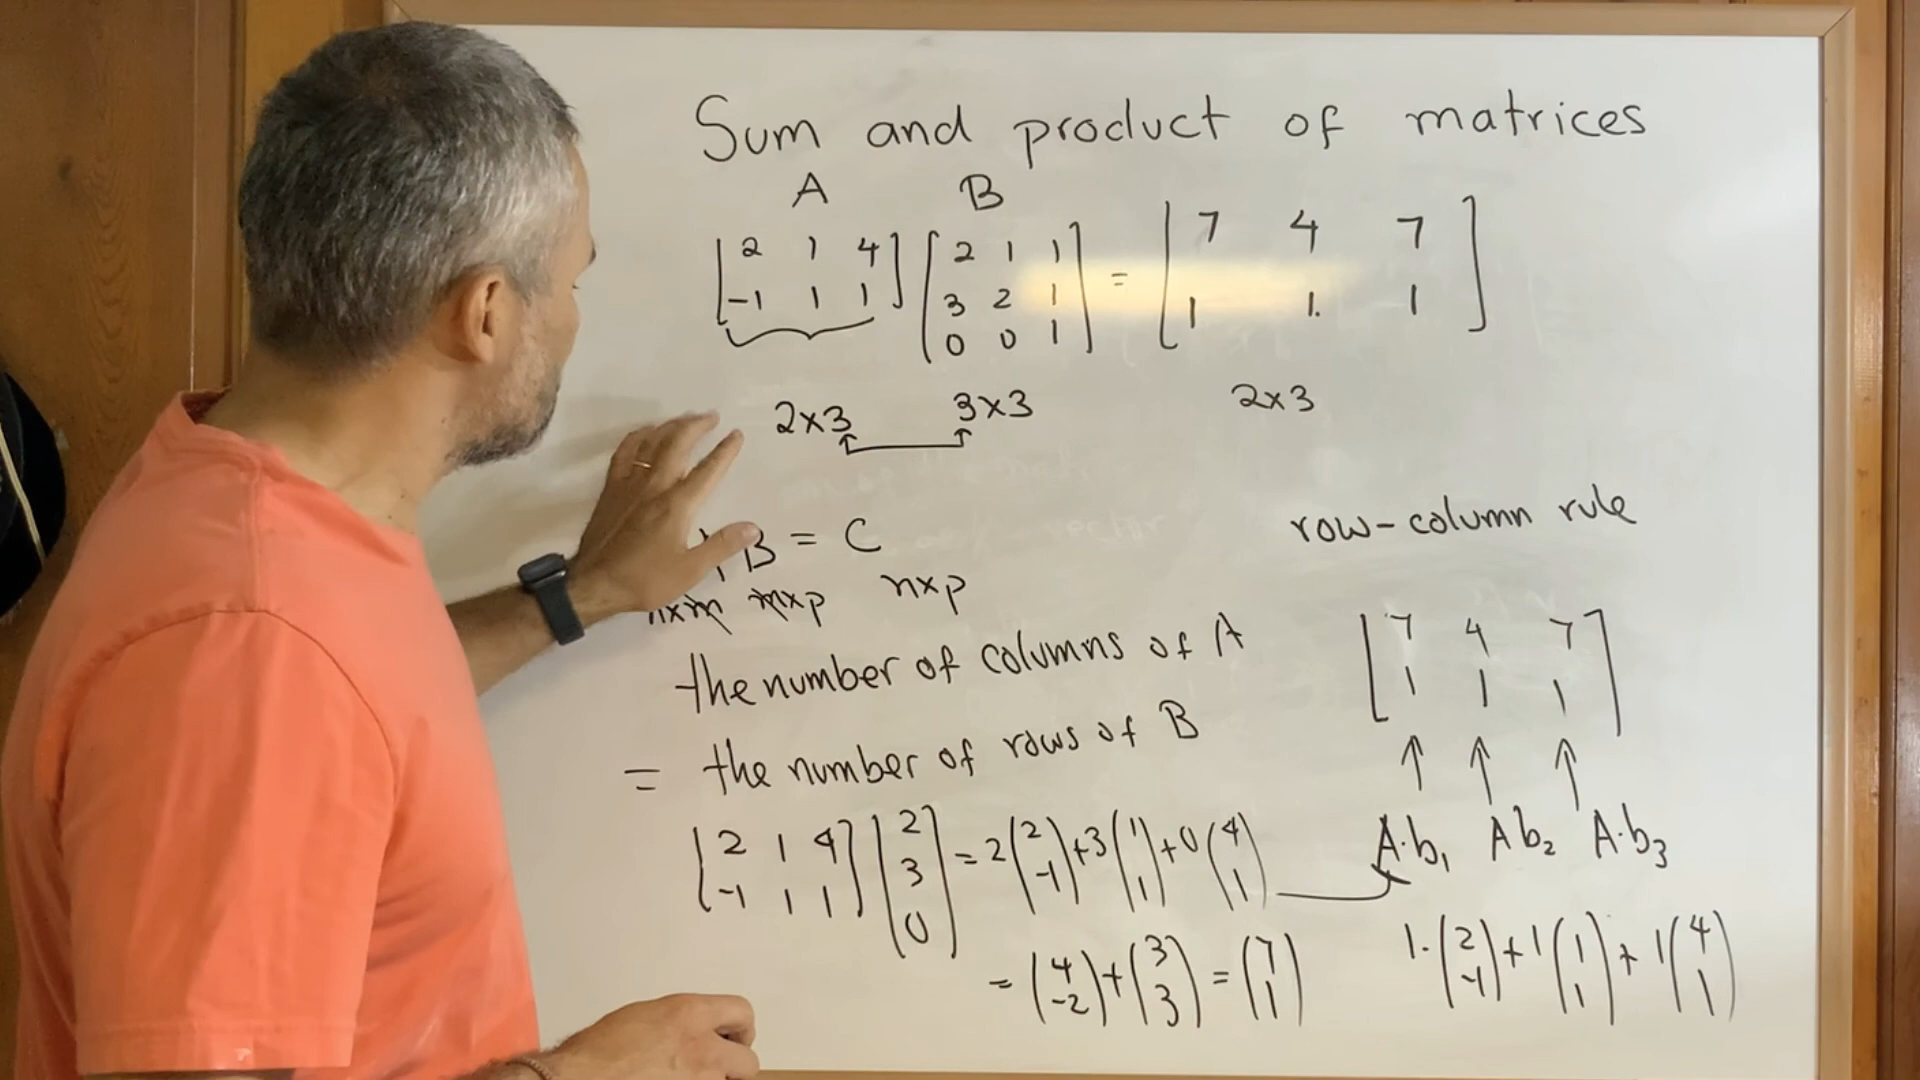 Sum and product of matrices
A B
[2 1 4] [2 1 1] = [7 4 7]
[-1 1 1] [3 2 1] [1 1. 1]
[0 0 1]
2x3 3x3 2x3
row-column rule
B = C
nxm mxp nxp
the number of columns of A
= the number of rows of B
[7 4 7]
[1 1 1]
↑ ↑ ↑
A·b₁ Ab₂ A·b₃
[2 1 4] [2] = 2(2) + 3(1) + 0(4)
[-1 1 1] [3] (-1) (1) (1)
[0]
= (4) + (3) = (7)
(-2) (3) (1)
1·(2) + 1(1) + 1(4)
(-1) (1) (1)